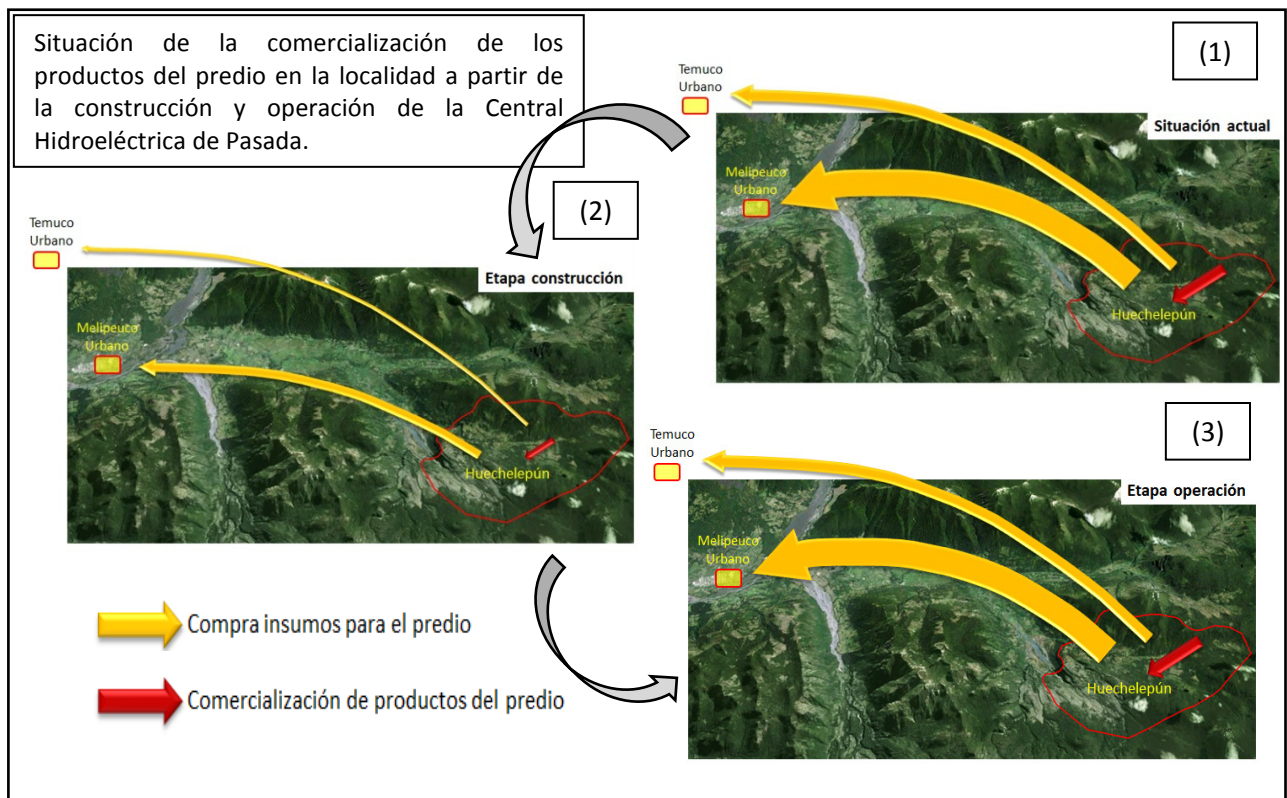 Situación de la comercialización de los
productos del predio en la localidad a partir de
la construcción y operación de la Central
Hidroeléctrica de Pasada.
(1)
Temuco
Urbano
Situación actual
Melipeuco
Urbano
Huechelepún
(2)
Temuco
Urbano
Etapa construcción
Melipeuco
Urbano
Huechelepún
(3)
Temuco
Urbano
Etapa operación
Melipeuco
Urbano
Huechelepún
Compra insumos para el predio
Comercialización de productos del predio